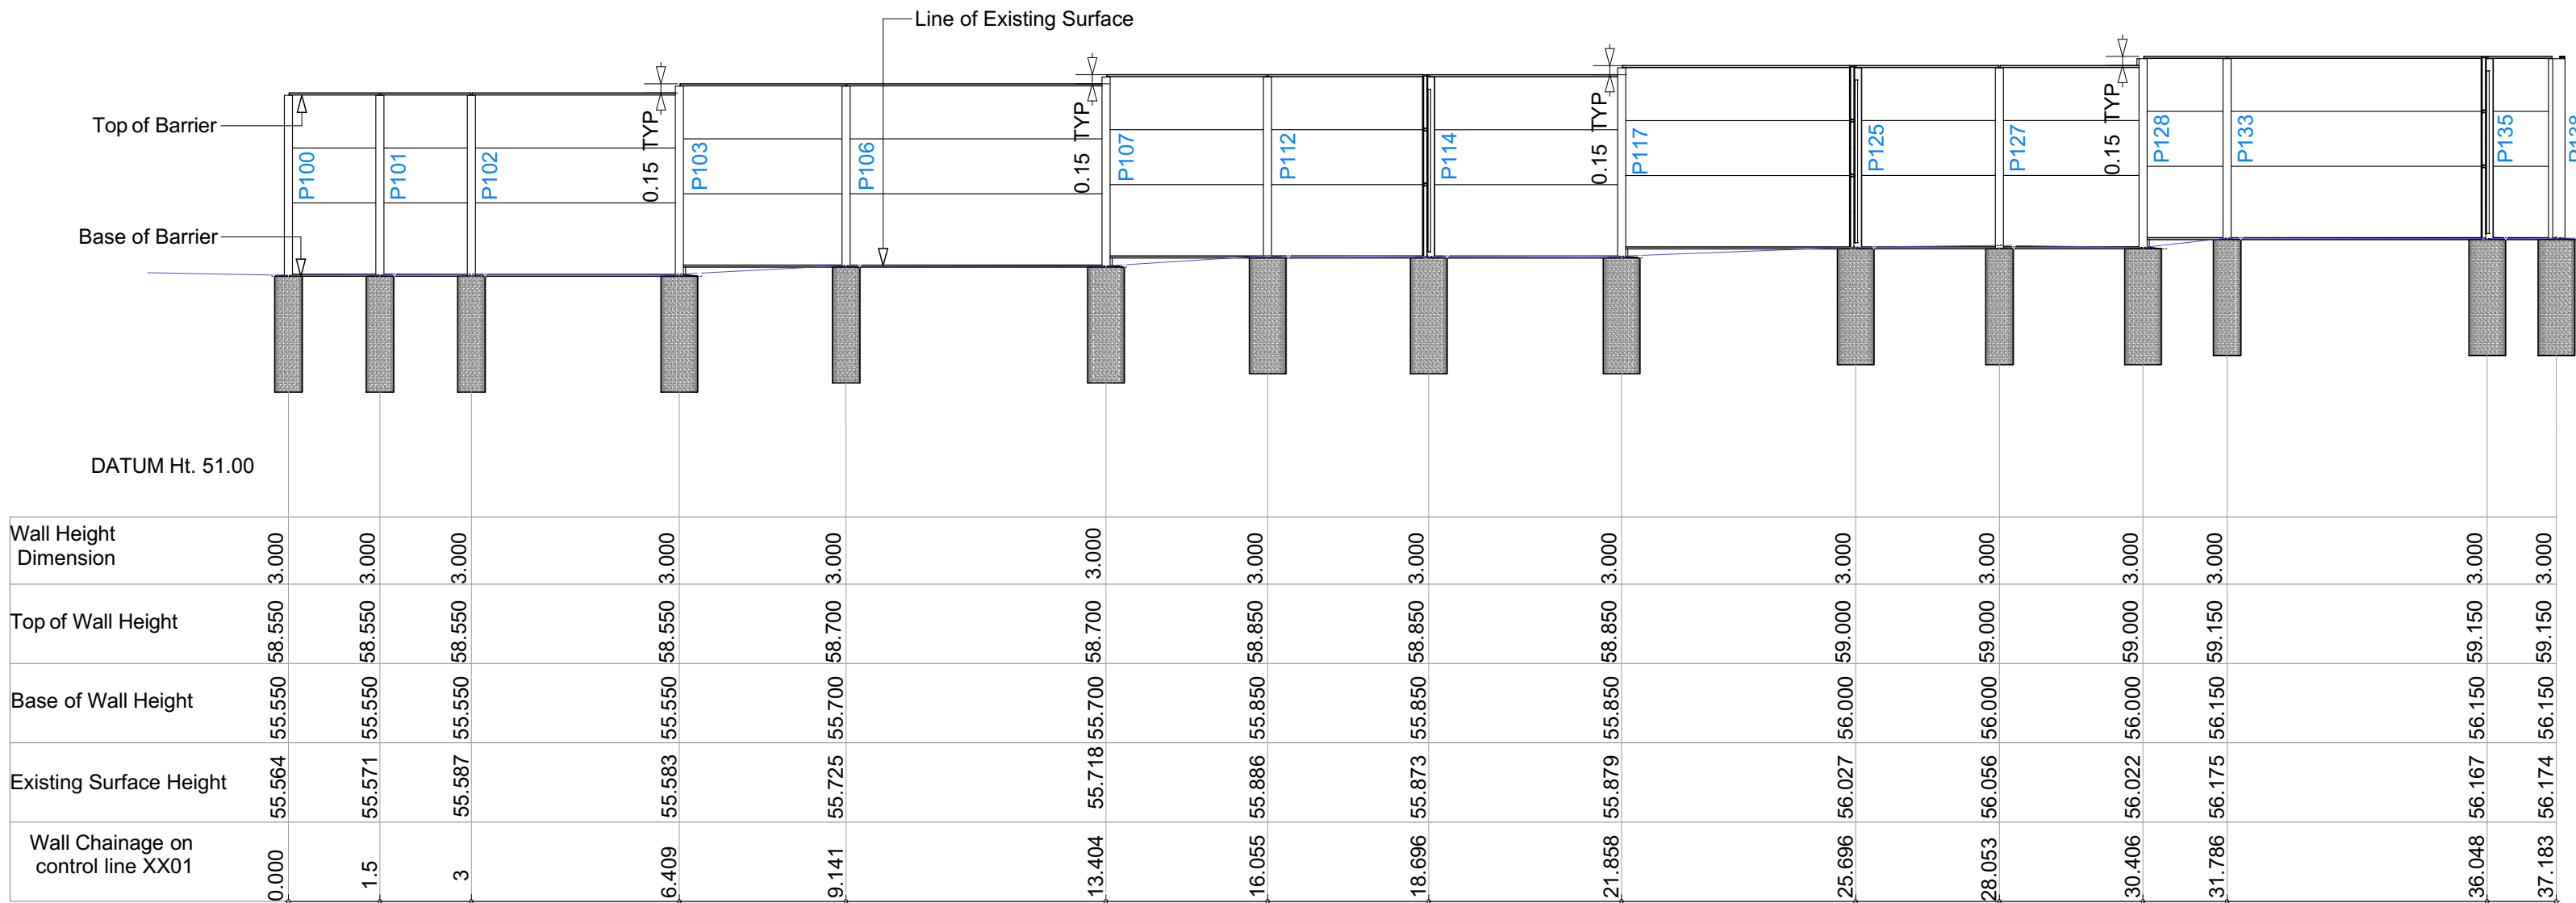 Line of Existing Surface
Top of Barrier
Base of Barrier
0.15 TYP
0.15 TYP
0.15 TYP
0.15 TYP
P100
P101
P102
P103
P106
P107
P112
P114
P117
P125
P127
P128
P133
P135
P138
DATUM Ht. 51.00
Wall Height
Dimension
3.000 3.000 3.000 3.000 3.000 3.000 3.000 3.000 3.000 3.000 3.000 3.000 3.000 3.000 3.000
Top of Wall Height
58.550 58.550 58.550 58.550 58.700 58.700 58.850 58.850 58.850 59.000 59.000 59.000 59.150 59.150 59.150
Base of Wall Height
55.550 55.550 55.550 55.550 55.700 55.700 55.850 55.850 55.850 56.000 56.000 56.000 56.150 56.150 56.150
Existing Surface Height
55.564 55.571 55.587 55.583 55.725 55.718 55.886 55.873 55.879 56.027 56.056 56.022 56.175 56.167 56.174
Wall Chainage on
control line XX01
0.000 1.5 3 6.409 9.141 13.404 16.055 18.696 21.858 25.696 28.053 30.406 31.786 36.048 37.183